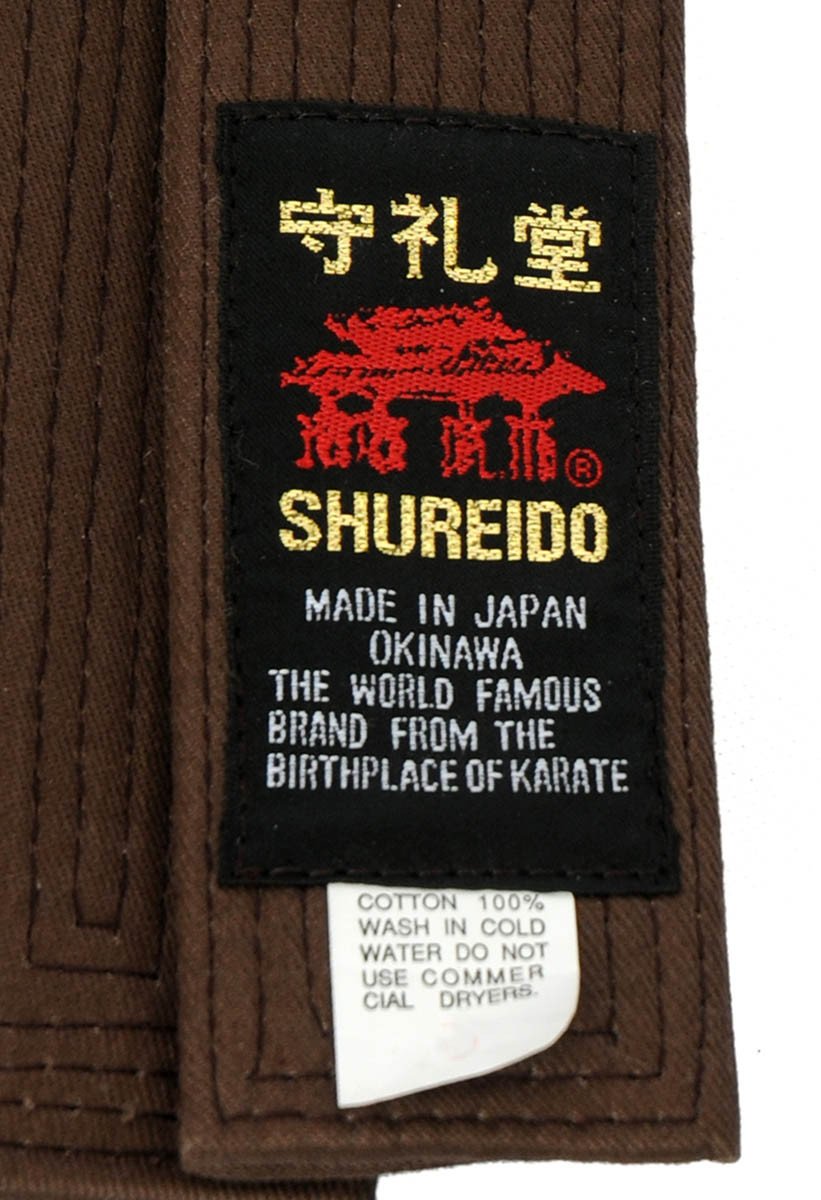 守礼堂
®
SHUREIDO
MADE IN JAPAN
OKINAWA
THE WORLD FAMOUS
BRAND FROM THE
BIRTHPLACE OF KARATE
COTTON 100%
WASH IN COLD
WATER DO NOT
USE COMMER
CIAL DRYERS.